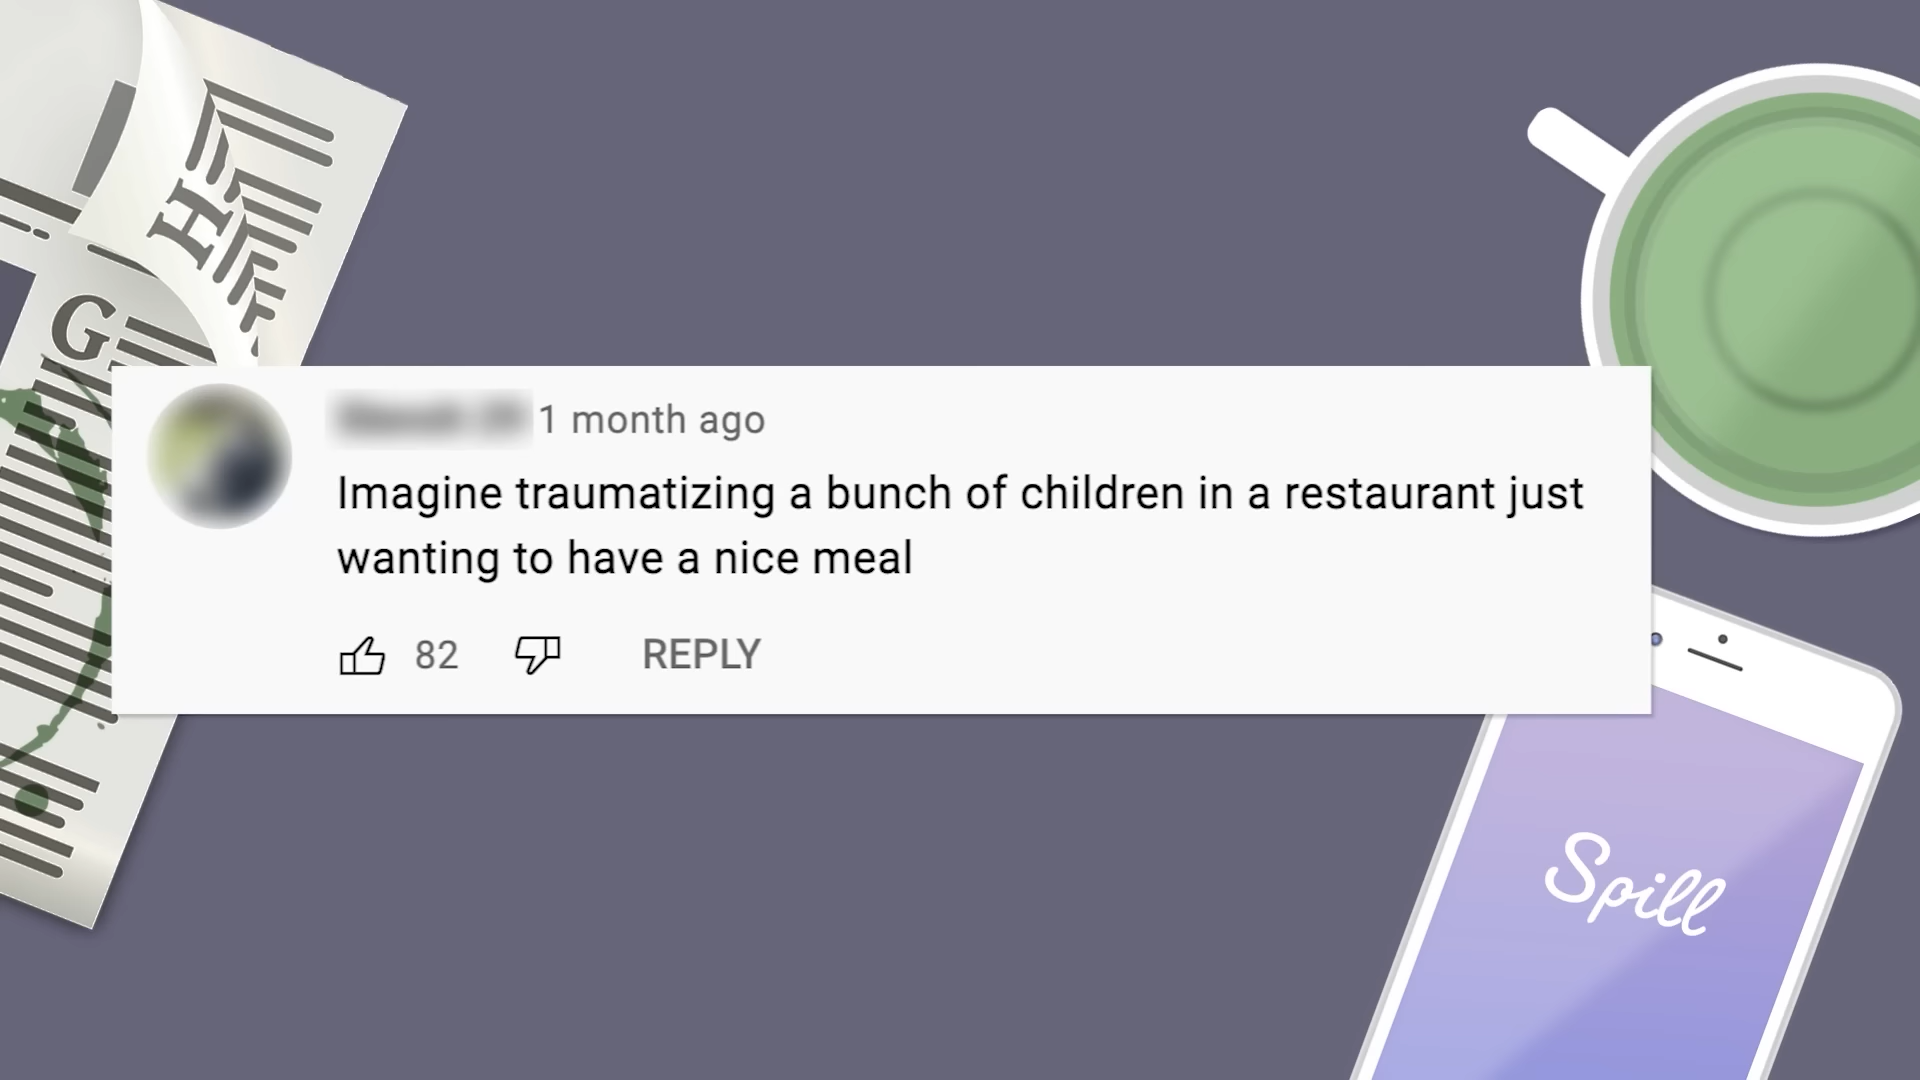 H
G
1 month ago
Imagine traumatizing a bunch of children in a restaurant just
wanting to have a nice meal
82 REPLY
Spill